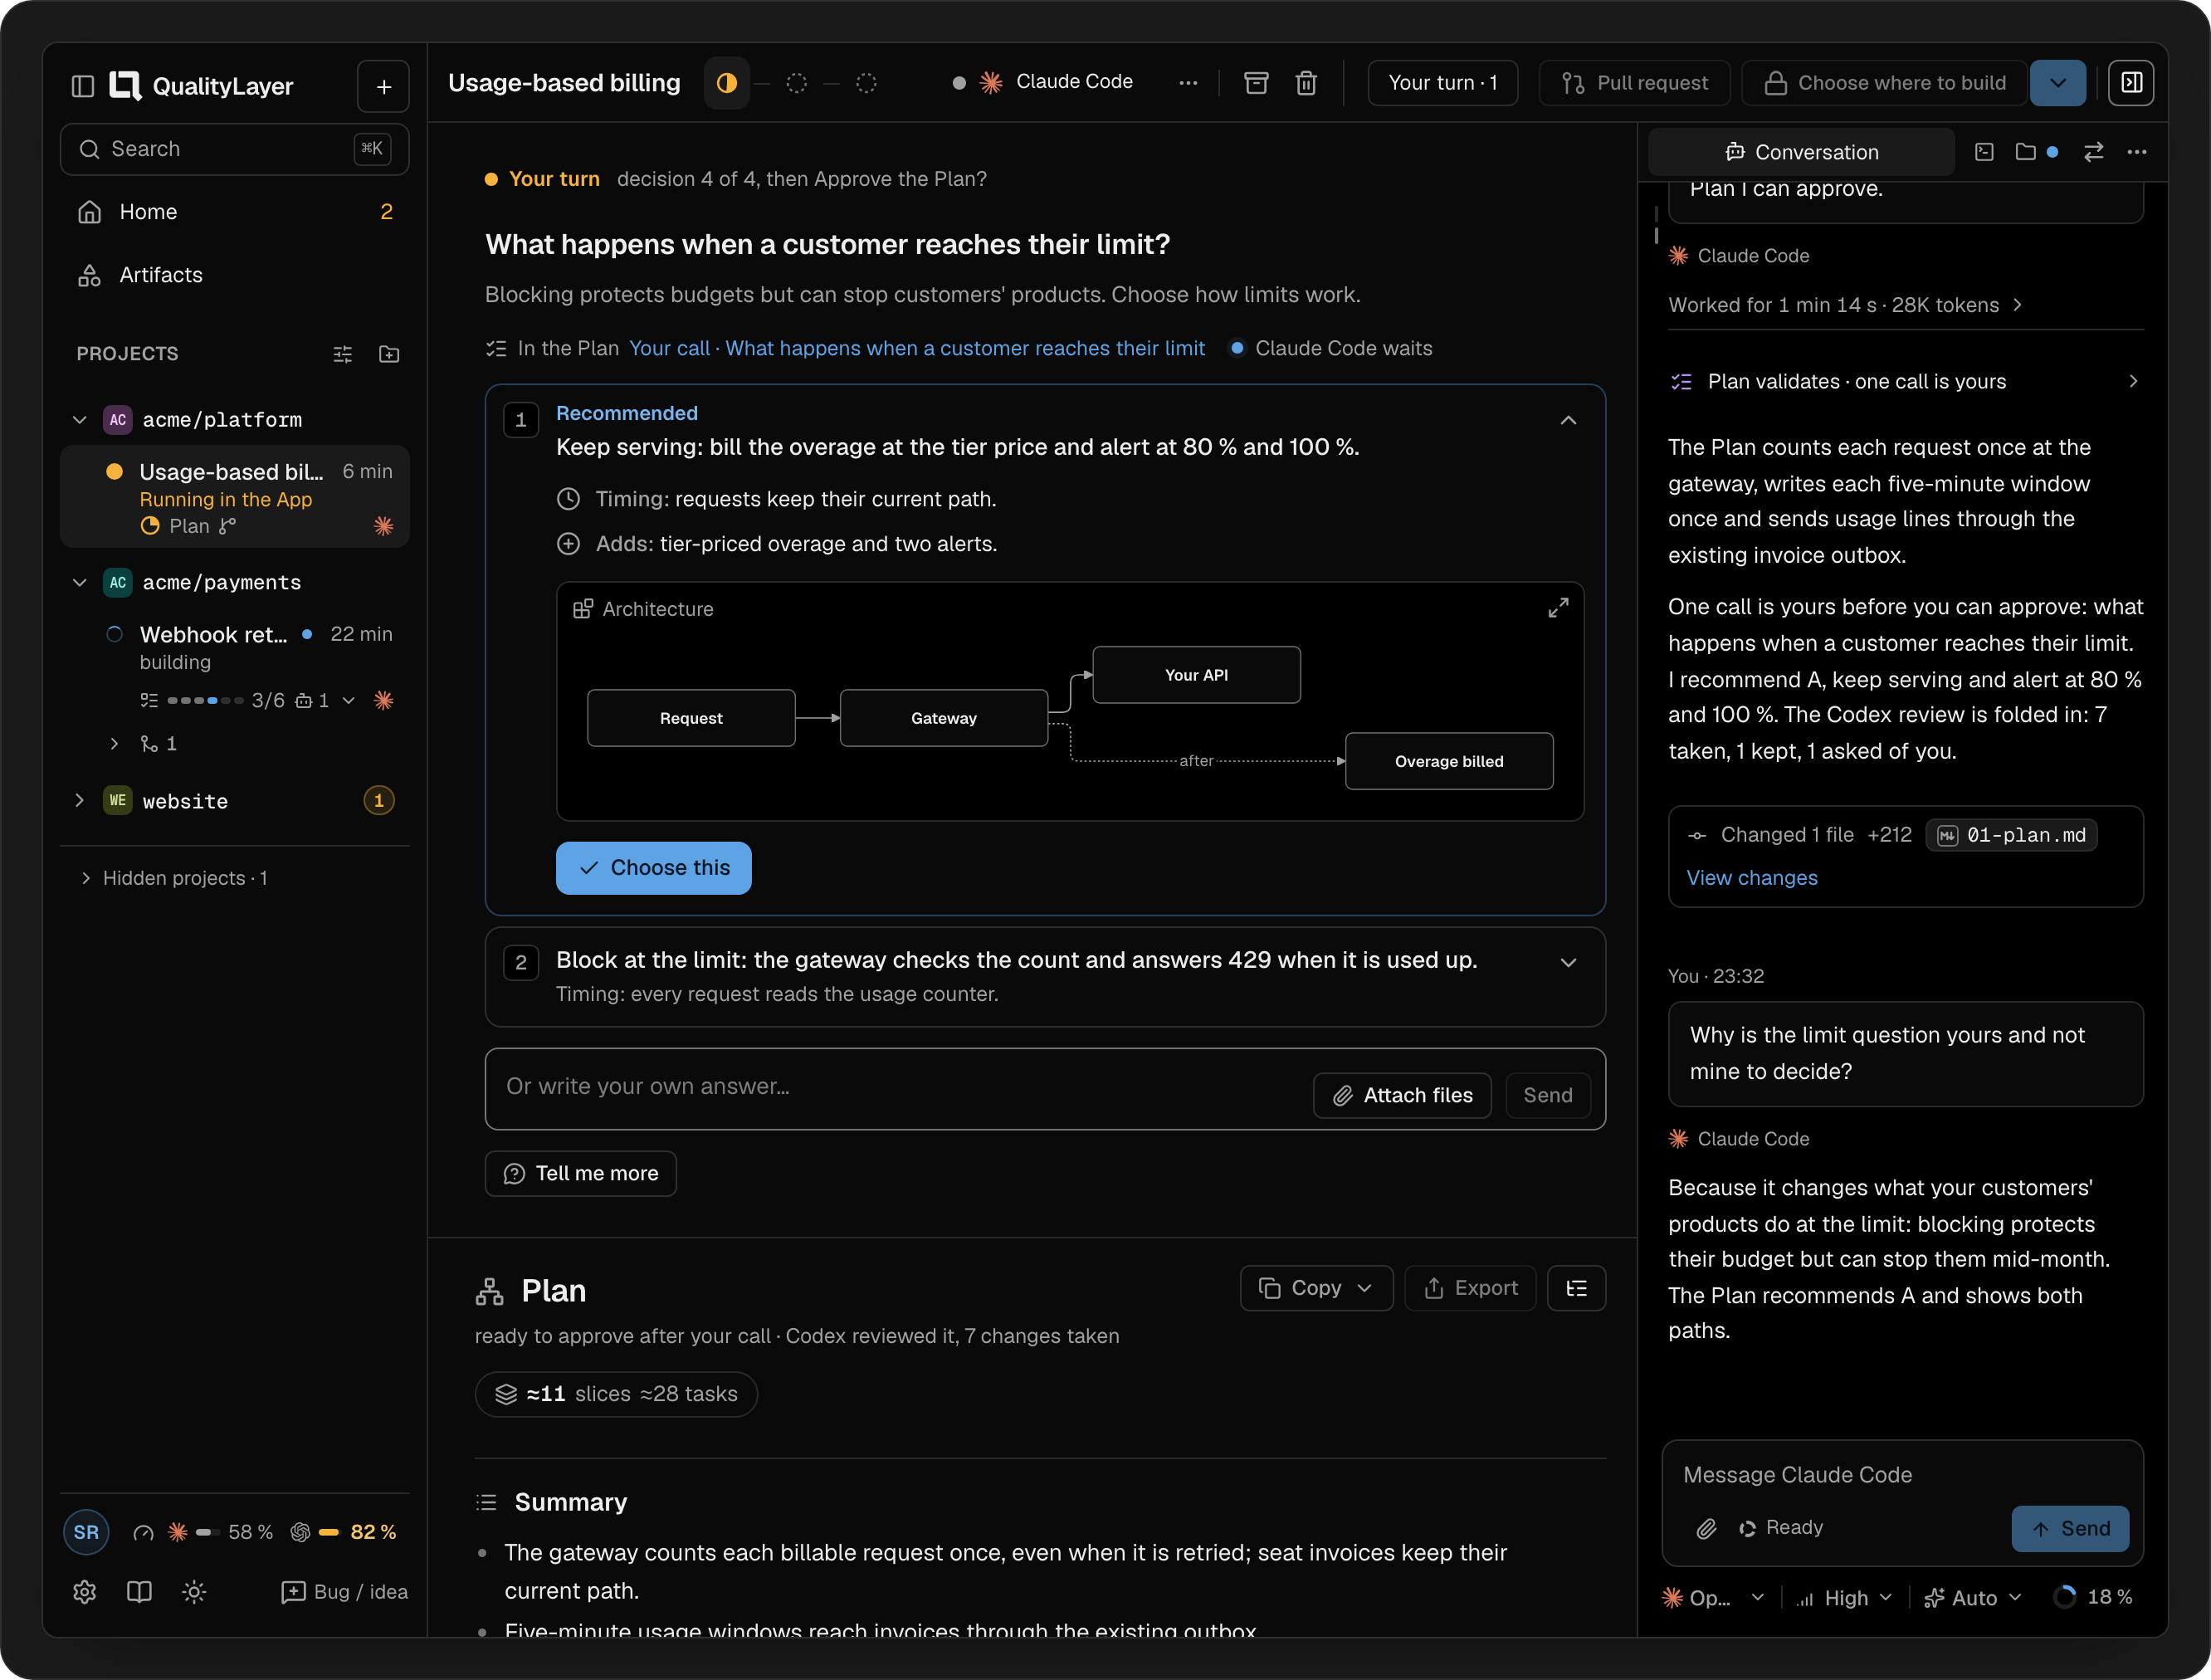 QualityLayer
Search
⌘K
Home
2
Artifacts
PROJECTS
AC
acme/platform
Usage-based bil...
6 min
Running in the App
Plan
AC
acme/payments
Webhook ret...
22 min
building
3/6
1
1
WE
website
1
Hidden projects · 1
SR
58 %
82 %
Bug / idea
Usage-based billing
Claude Code
Your turn · 1
Pull request
Choose where to build
Your turn
decision 4 of 4, then Approve the Plan?
What happens when a customer reaches their limit?
Blocking protects budgets but can stop customers' products. Choose how limits work.
In the Plan
Your call · What happens when a customer reaches their limit
Claude Code waits
1
Recommended
Keep serving: bill the overage at the tier price and alert at 80 % and 100 %.
Timing: requests keep their current path.
Adds: tier-priced overage and two alerts.
Architecture
Request
Gateway
Your API
after
Overage billed
Choose this
2
Block at the limit: the gateway checks the count and answers 429 when it is used up.
Timing: every request reads the usage counter.
Or write your own answer...
Attach files
Send
Tell me more
Plan
Copy
Export
ready to approve after your call · Codex reviewed it, 7 changes taken
≈11 slices ≈28 tasks
Summary
The gateway counts each billable request once, even when it is retried; seat invoices keep their
current path.
Five-minute usage windows reach invoices through the existing outbox.
Conversation
Plan I can approve.
Claude Code
Worked for 1 min 14 s · 28K tokens
Plan validates · one call is yours
The Plan counts each request once at the
gateway, writes each five-minute window
once and sends usage lines through the
existing invoice outbox.
One call is yours before you can approve: what
happens when a customer reaches their limit.
I recommend A, keep serving and alert at 80 %
and 100 %. The Codex review is folded in: 7
taken, 1 kept, 1 asked of you.
Changed 1 file +212
01-plan.md
View changes
You · 23:32
Why is the limit question yours and not
mine to decide?
Claude Code
Because it changes what your customers'
products do at the limit: blocking protects
their budget but can stop them mid-month.
The Plan recommends A and shows both
paths.
Message Claude Code
Ready
Send
Op...
High
Auto
18 %